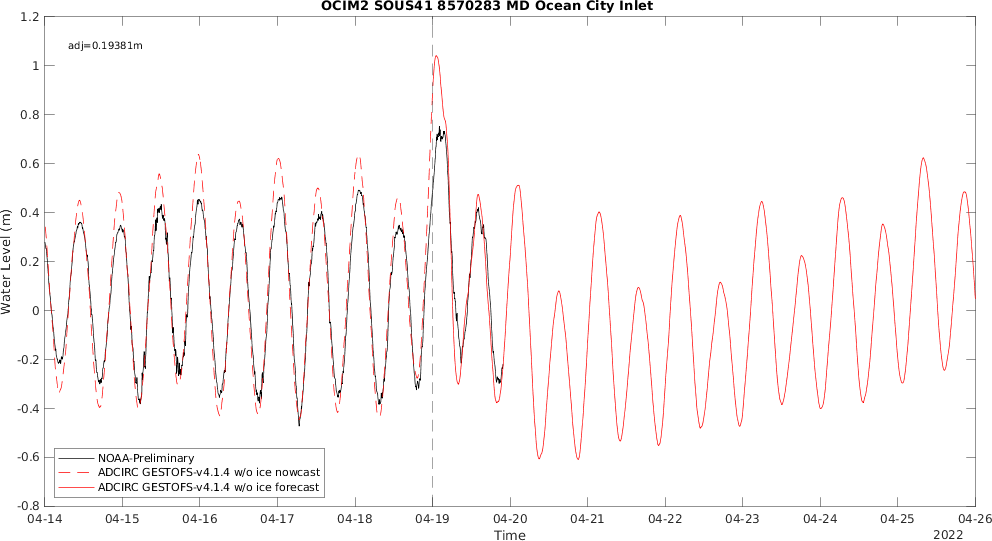 OCIM2 SOUS41 8570283 MD Ocean City Inlet
1.2
adj=0.19381m
1
0.8
0.6
0.4
0.2
0
-0.2
-0.4
-0.6
-0.8
Water Level (m)
NOAA-Preliminary
ADCIRC GESTOFS-v4.1.4 w/o ice nowcast
ADCIRC GESTOFS-v4.1.4 w/o ice forecast
04-14 04-15 04-16 04-17 04-18 04-19 04-20 04-21 04-22 04-23 04-24 04-25 04-26
Time
2022